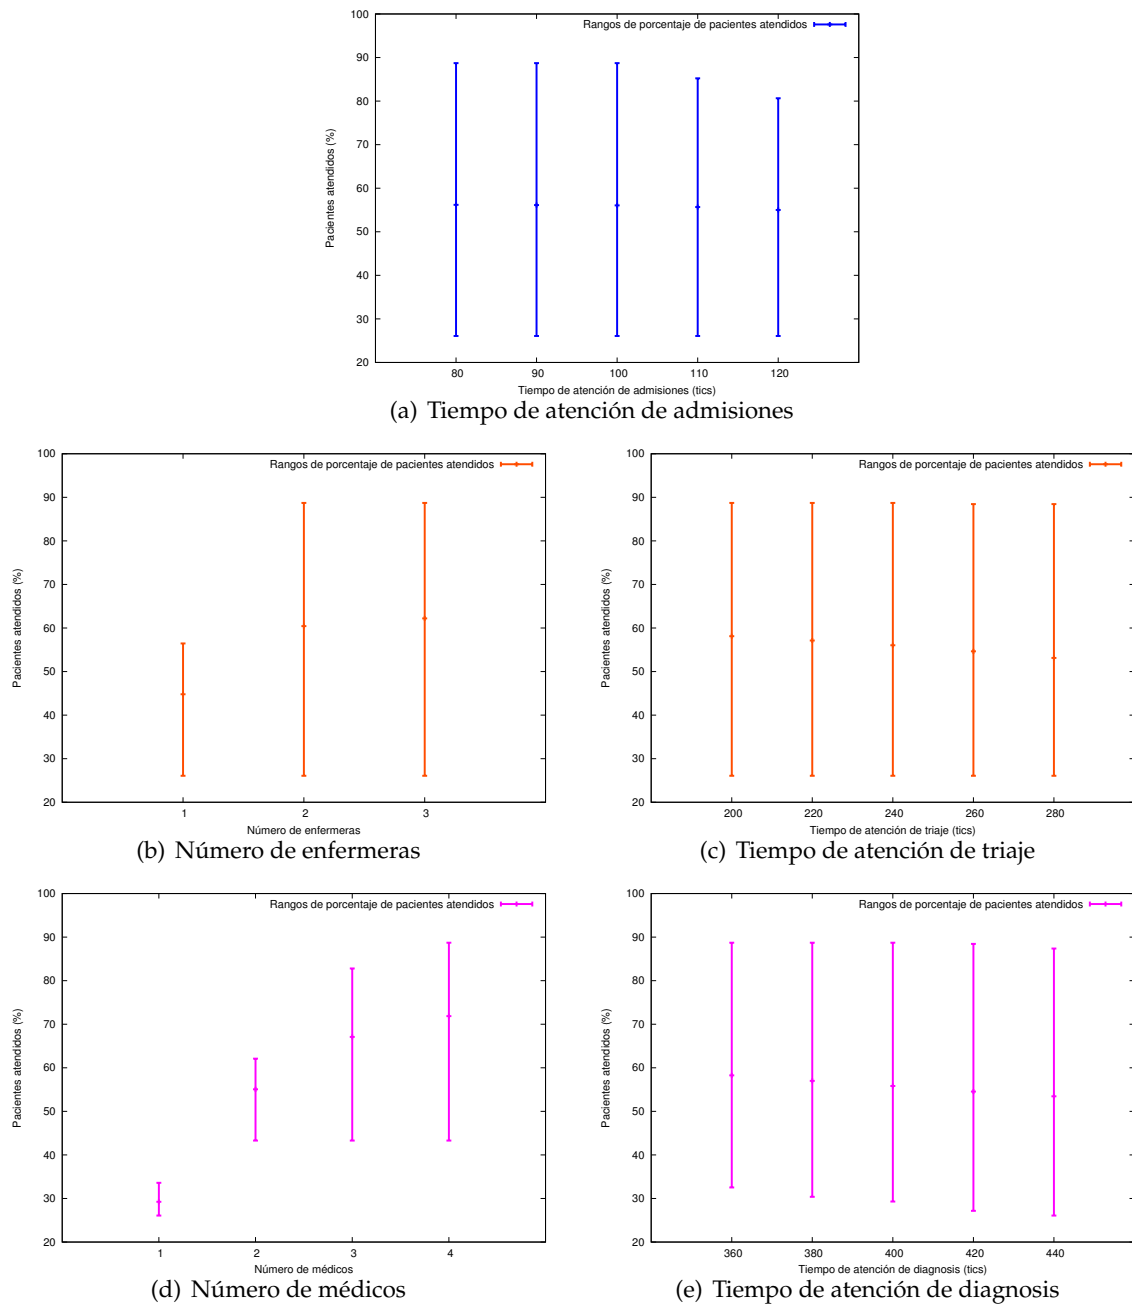 Rangos de porcentaje de pacientes atendidos
Pacientes atendidos (%)
100
90
80
70
60
50
40
30
20
80 90 100 110 120
Tiempo de atención de admisiones (tics)
(a) Tiempo de atención de admisiones
Rangos de porcentaje de pacientes atendidos
Pacientes atendidos (%)
100
90
80
70
60
50
40
30
20
1 2 3
Número de enfermeras
(b) Número de enfermeras
Rangos de porcentaje de pacientes atendidos
Pacientes atendidos (%)
100
90
80
70
60
50
40
30
20
200 220 240 260 280
Tiempo de atención de triaje (tics)
(c) Tiempo de atención de triaje
Rangos de porcentaje de pacientes atendidos
Pacientes atendidos (%)
100
90
80
70
60
50
40
30
20
1 2 3 4
Número de médicos
(d) Número de médicos
Rangos de porcentaje de pacientes atendidos
Pacientes atendidos (%)
100
90
80
70
60
50
40
30
20
360 380 400 420 440
Tiempo de atención de diagnosis (tics)
(e) Tiempo de atención de diagnosis